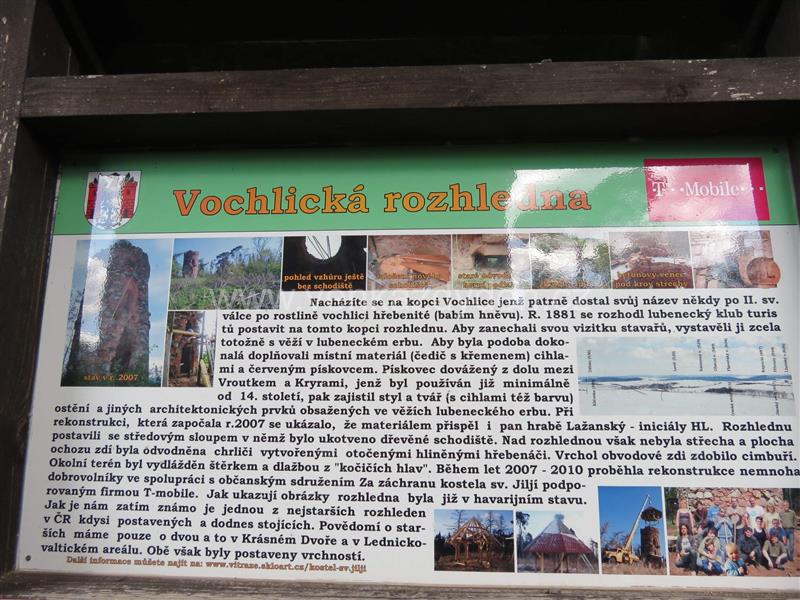 Vochlická rozhledna
T··Mobile···
pohled vzhůru ještě
bez schodiště
schodiště
betonový věnec
pod krov střechy
stav v r. 2007
Nacházíte se na kopci Vochlice jenž patrně dostal svůj název někdy po II. sv.
válce po rostlině vochlici hřebenité (babím hněvu). R. 1881 se rozhodl lubenecký klub turis
tů postavit na tomto kopci rozhlednu. Aby zanechali svou vizitku stavařů, vystavěli ji zcela
totožně s věží v lubeneckém erbu. Aby byla podoba doko-
nalá doplňovali místní materiál (čedič s křemenem) cihla-
mi a červeným pískovcem. Pískovec dovážený z dolu mezi
Vroutkem a Kryrami, jenž byl používán již minimálně
od 14. století, pak zajistil styl a tvář (s cihlami též barvu)
ostění a jiných architektonických prvků obsažených ve věžích lubeneckého erbu. Při
rekonstrukci, která započala r.2007 se ukázalo, že materiálem přispěl i pan hrabě Lažanský - iniciály HL. Rozhlednu
postavili se středovým sloupem v němž bylo ukotveno dřevěné schodiště. Nad rozhlednou však nebyla střecha a plocha
ochozu zdí byla odvodněna chrliči vytvořenými otočenými hliněnými hřebenáči. Vrchol obvodové zdi zdobilo cimbuří.
Okolní terén byl vydlážděn štěrkem a dlažbou z "kočičích hlav". Během let 2007 - 2010 proběhla rekonstrukce nemnoha
dobrovolníky ve spolupráci s občanským sdružením Za záchranu kostela sv. Jiljí podpo-
rovaným firmou T-mobile. Jak ukazují obrázky rozhledna byla již v havarijním stavu.
Jak je nám zatím známo je jednou z nejstarších rozhleden
v ČR kdysi postavených a dodnes stojících. Povědomí o star-
ších máme pouze o dvou a to v Krásném Dvoře a v Lednicko-
valtickém areálu. Obě však byly postaveny vrchností.
Další informace můžete najít na: www.vitraze.skloart.cz/kostel-sv.jilji